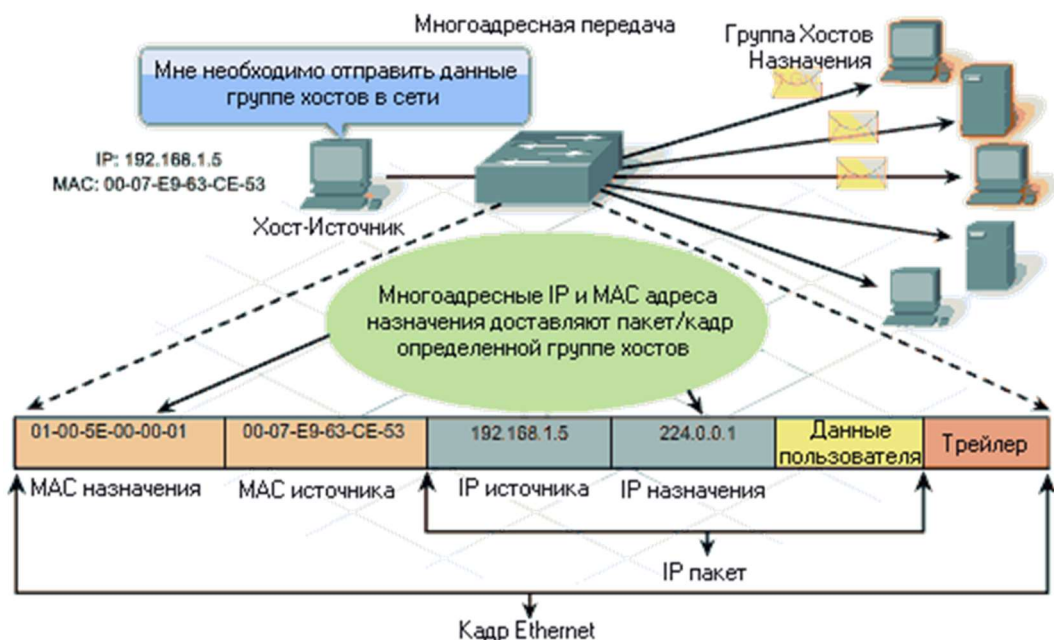 Многоадресная передача
Группа Хостов
Назначения
Мне необходимо отправить данные
группе хостов в сети
IP: 192.168.1.5
MAC: 00-07-E9-63-CE-53
Хост-Источник
Многоадресные IP и MAC адреса
назначения доставляют пакет/кадр
определенной группе хостов
01-00-5E-00-00-01
00-07-E9-63-CE-53
192.168.1.5
224.0.0.1
Данные
пользователя
Трейлер
MAC назначения
MAC источника
IP источника
IP назначения
IP пакет
Кадр Ethernet